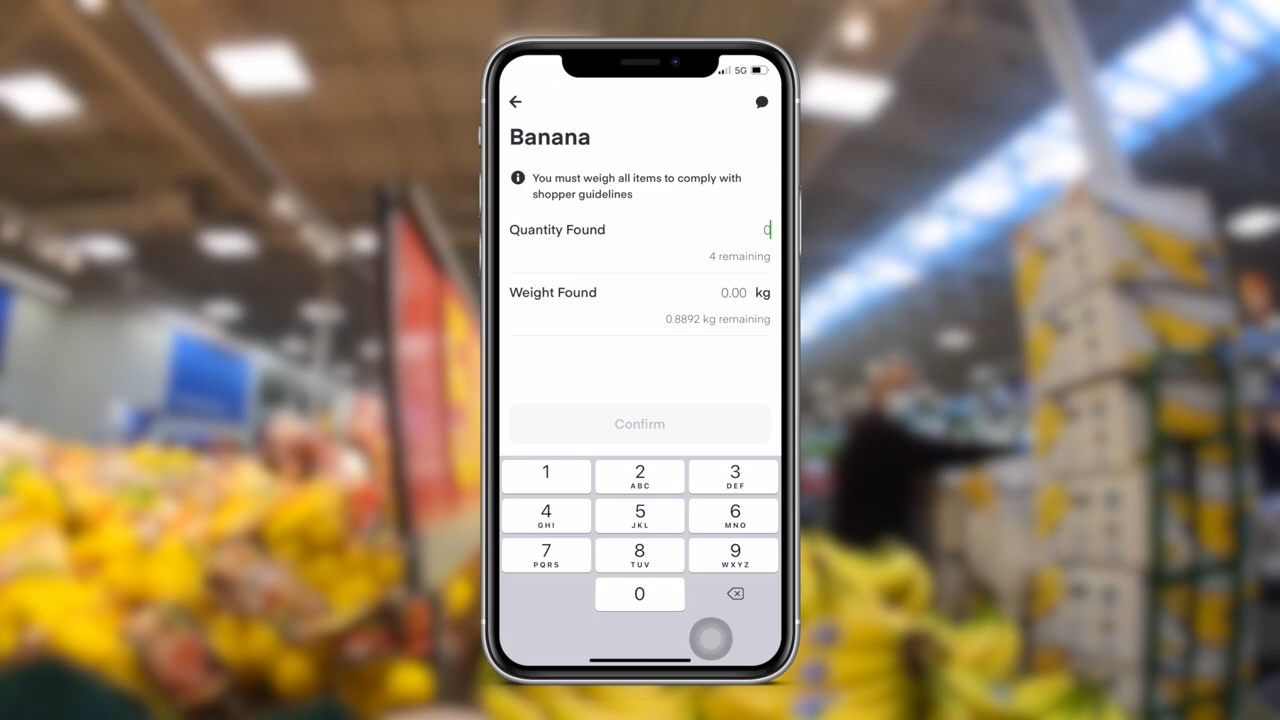 5G
Banana
You must weigh all items to comply with
shopper guidelines
Quantity Found 0
4 remaining
Weight Found 0.00 kg
0.8892 kg remaining
Confirm
1 2 3
ABC DEF
4 5 6
GHI JKL MNO
7 8 9
PQRS TUV WXYZ
0